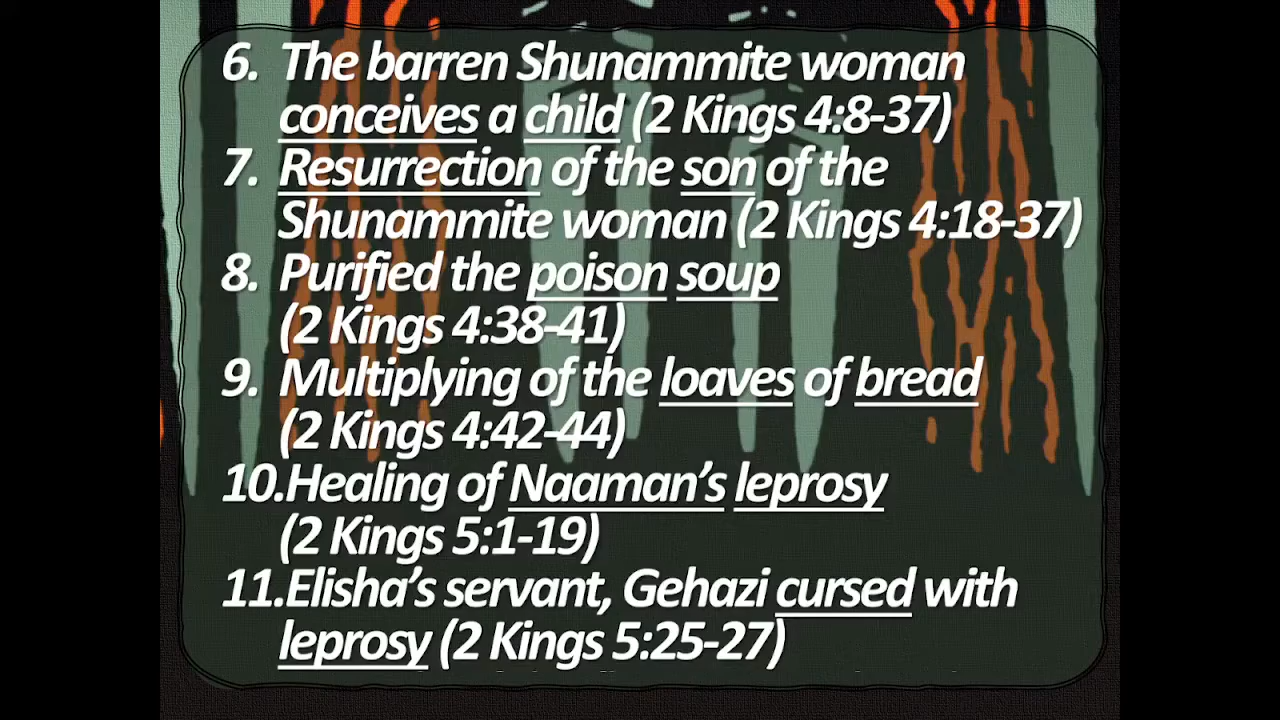 6. The barren Shunammite woman
conceives a child (2 Kings 4:8-37)
7. Resurrection of the son of the
Shunammite woman (2 Kings 4:18-37)
8. Purified the poison soup
(2 Kings 4:38-41)
9. Multiplying of the loaves of bread
(2 Kings 4:42-44)
10.Healing of Naaman’s leprosy
(2 Kings 5:1-19)
11.Elisha’s servant, Gehazi cursed with
leprosy (2 Kings 5:25-27)